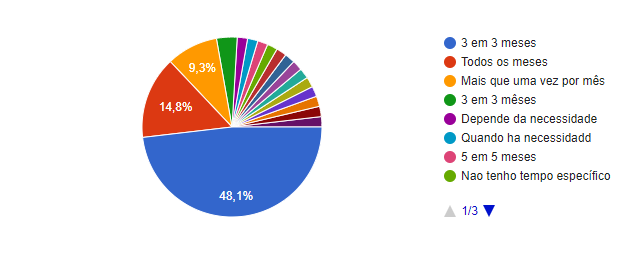 9,3%
14,8%
48,1%
3 em 3 meses
Todos os meses
Mais que uma vez por mês
3 em 3 mêses
Depende da necessidade
Quando ha necessidadd
5 em 5 meses
Nao tenho tempo específico
1/3